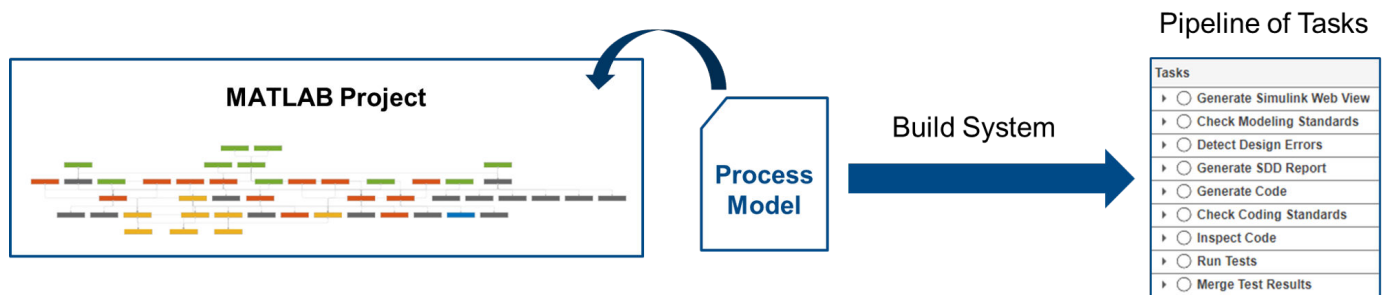 Pipeline of Tasks
MATLAB Project
Process
Model
Build System
Tasks
Generate Simulink Web View
Check Modeling Standards
Detect Design Errors
Generate SDD Report
Generate Code
Check Coding Standards
Inspect Code
Run Tests
Merge Test Results